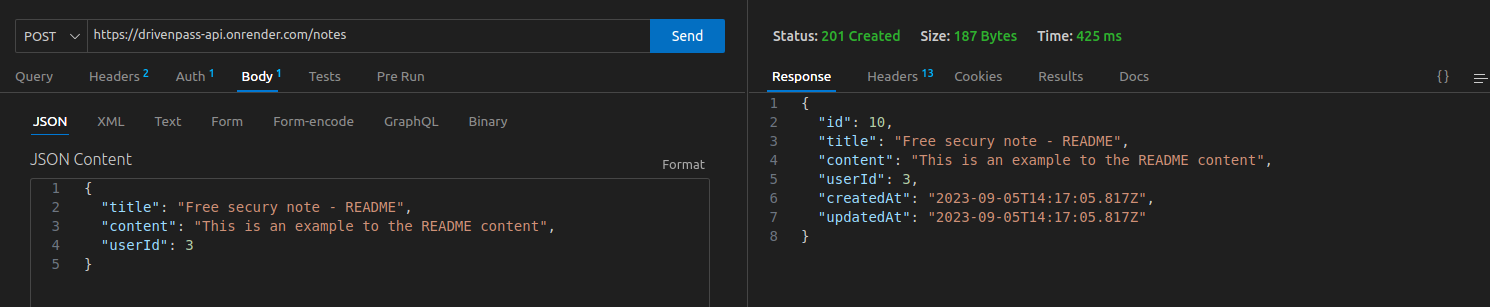 POST https://drivenpass-api.onrender.com/notes Send
Query Headers 2 Auth 1 Body 1 Tests Pre Run
JSON XML Text Form Form-encode GraphQL Binary
JSON Content Format
1 {
2 "title": "Free secury note - README",
3 "content": "This is an example to the README content",
4 "userId": 3
5 }
Status: 201 Created Size: 187 Bytes Time: 425 ms
Response Headers 13 Cookies Results Docs { }
1 {
2 "id": 10,
3 "title": "Free secury note - README",
4 "content": "This is an example to the README content",
5 "userId": 3,
6 "createdAt": "2023-09-05T14:17:05.817Z",
7 "updatedAt": "2023-09-05T14:17:05.817Z"
8 }